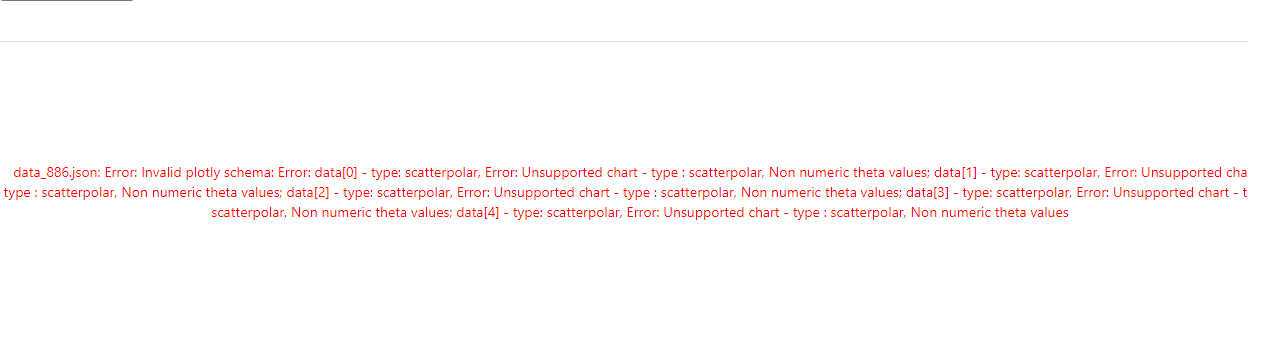 data_886.json: Error: Invalid plotly schema: Error: data[0] - type: scatterpolar, Error: Unsupported chart - type : scatterpolar, Non numeric theta values; data[1] - type: scatterpolar, Error: Unsupported cha
type : scatterpolar, Non numeric theta values; data[2] - type: scatterpolar, Error: Unsupported chart - type : scatterpolar, Non numeric theta values; data[3] - type: scatterpolar, Error: Unsupported chart - t
scatterpolar, Non numeric theta values; data[4] - type: scatterpolar, Error: Unsupported chart - type : scatterpolar, Non numeric theta values